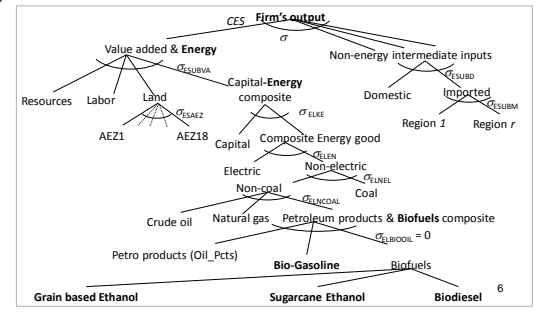 Firm's output
CES
σ
Value added & Energy
Non-energy intermediate inputs
σESUBVA
σESUBD
Resources
Labor
Land
Capital-Energy
composite
Domestic
Imported
σESAEZ
σESUBM
σ ELKE
AEZ1
AEZ18
Region 1
Region r
Capital
Composite Energy good
σELEN
Electric
Non-electric
σELNEL
Non-coal
Coal
σELNCOAL
Crude oil
Natural gas
Petroleum products & Biofuels composite
σELBIOOIL = 0
Petro products (Oil_Pcts)
Bio-Gasoline
Biofuels
Grain based Ethanol
Sugarcane Ethanol
Biodiesel
6